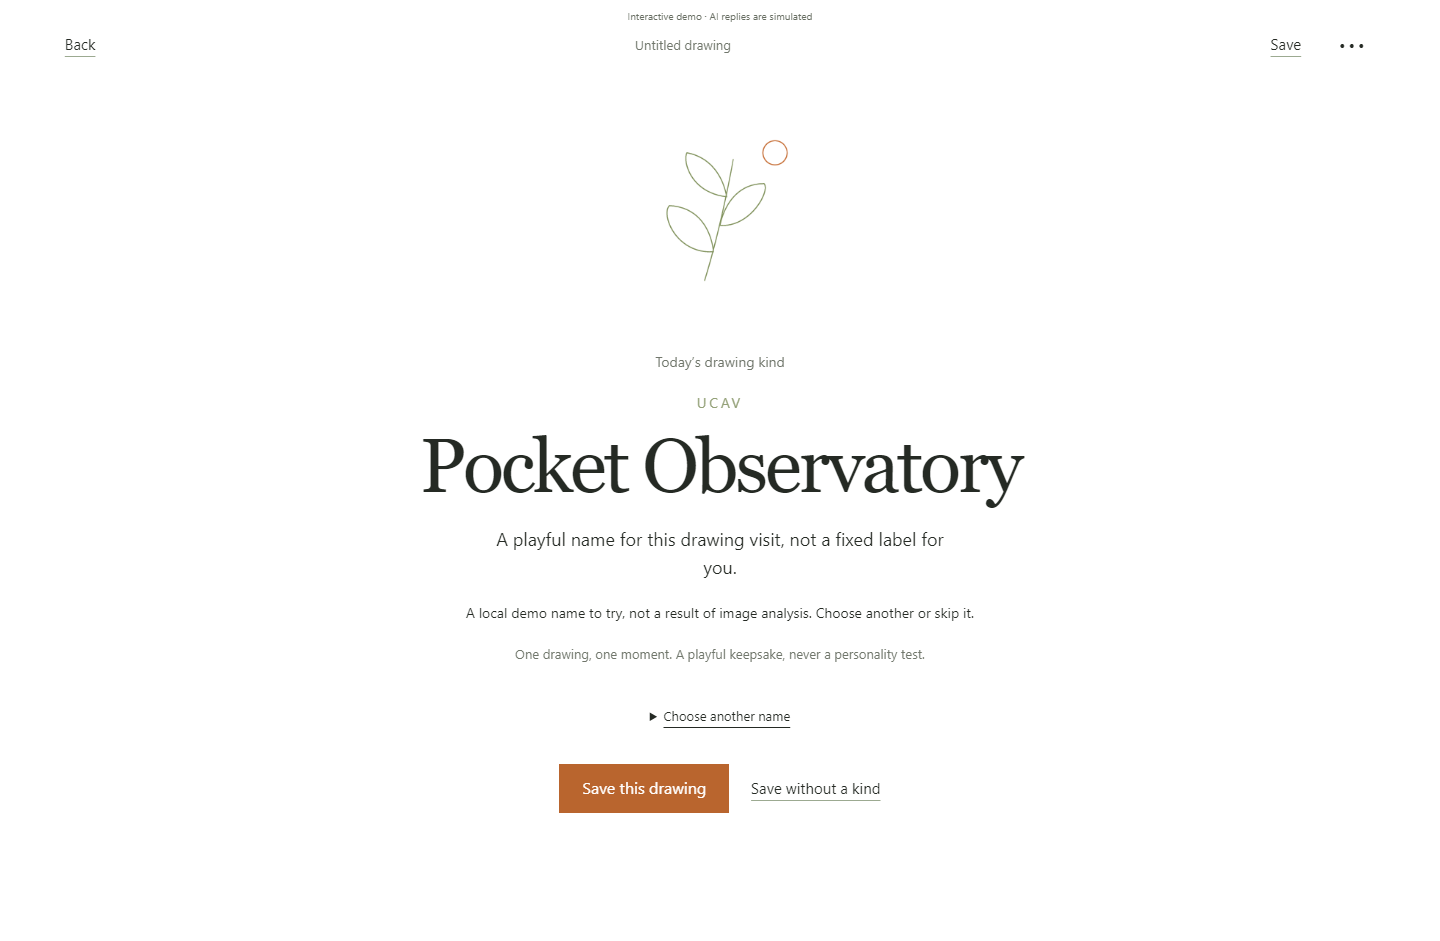 Interactive demo · AI replies are simulated
Back
Untitled drawing
Save
Today’s drawing kind
UCAV
Pocket Observatory
A playful name for this drawing visit, not a fixed label for
you.
A local demo name to try, not a result of image analysis. Choose another or skip it.
One drawing, one moment. A playful keepsake, never a personality test.
Choose another name
Save this drawing
Save without a kind